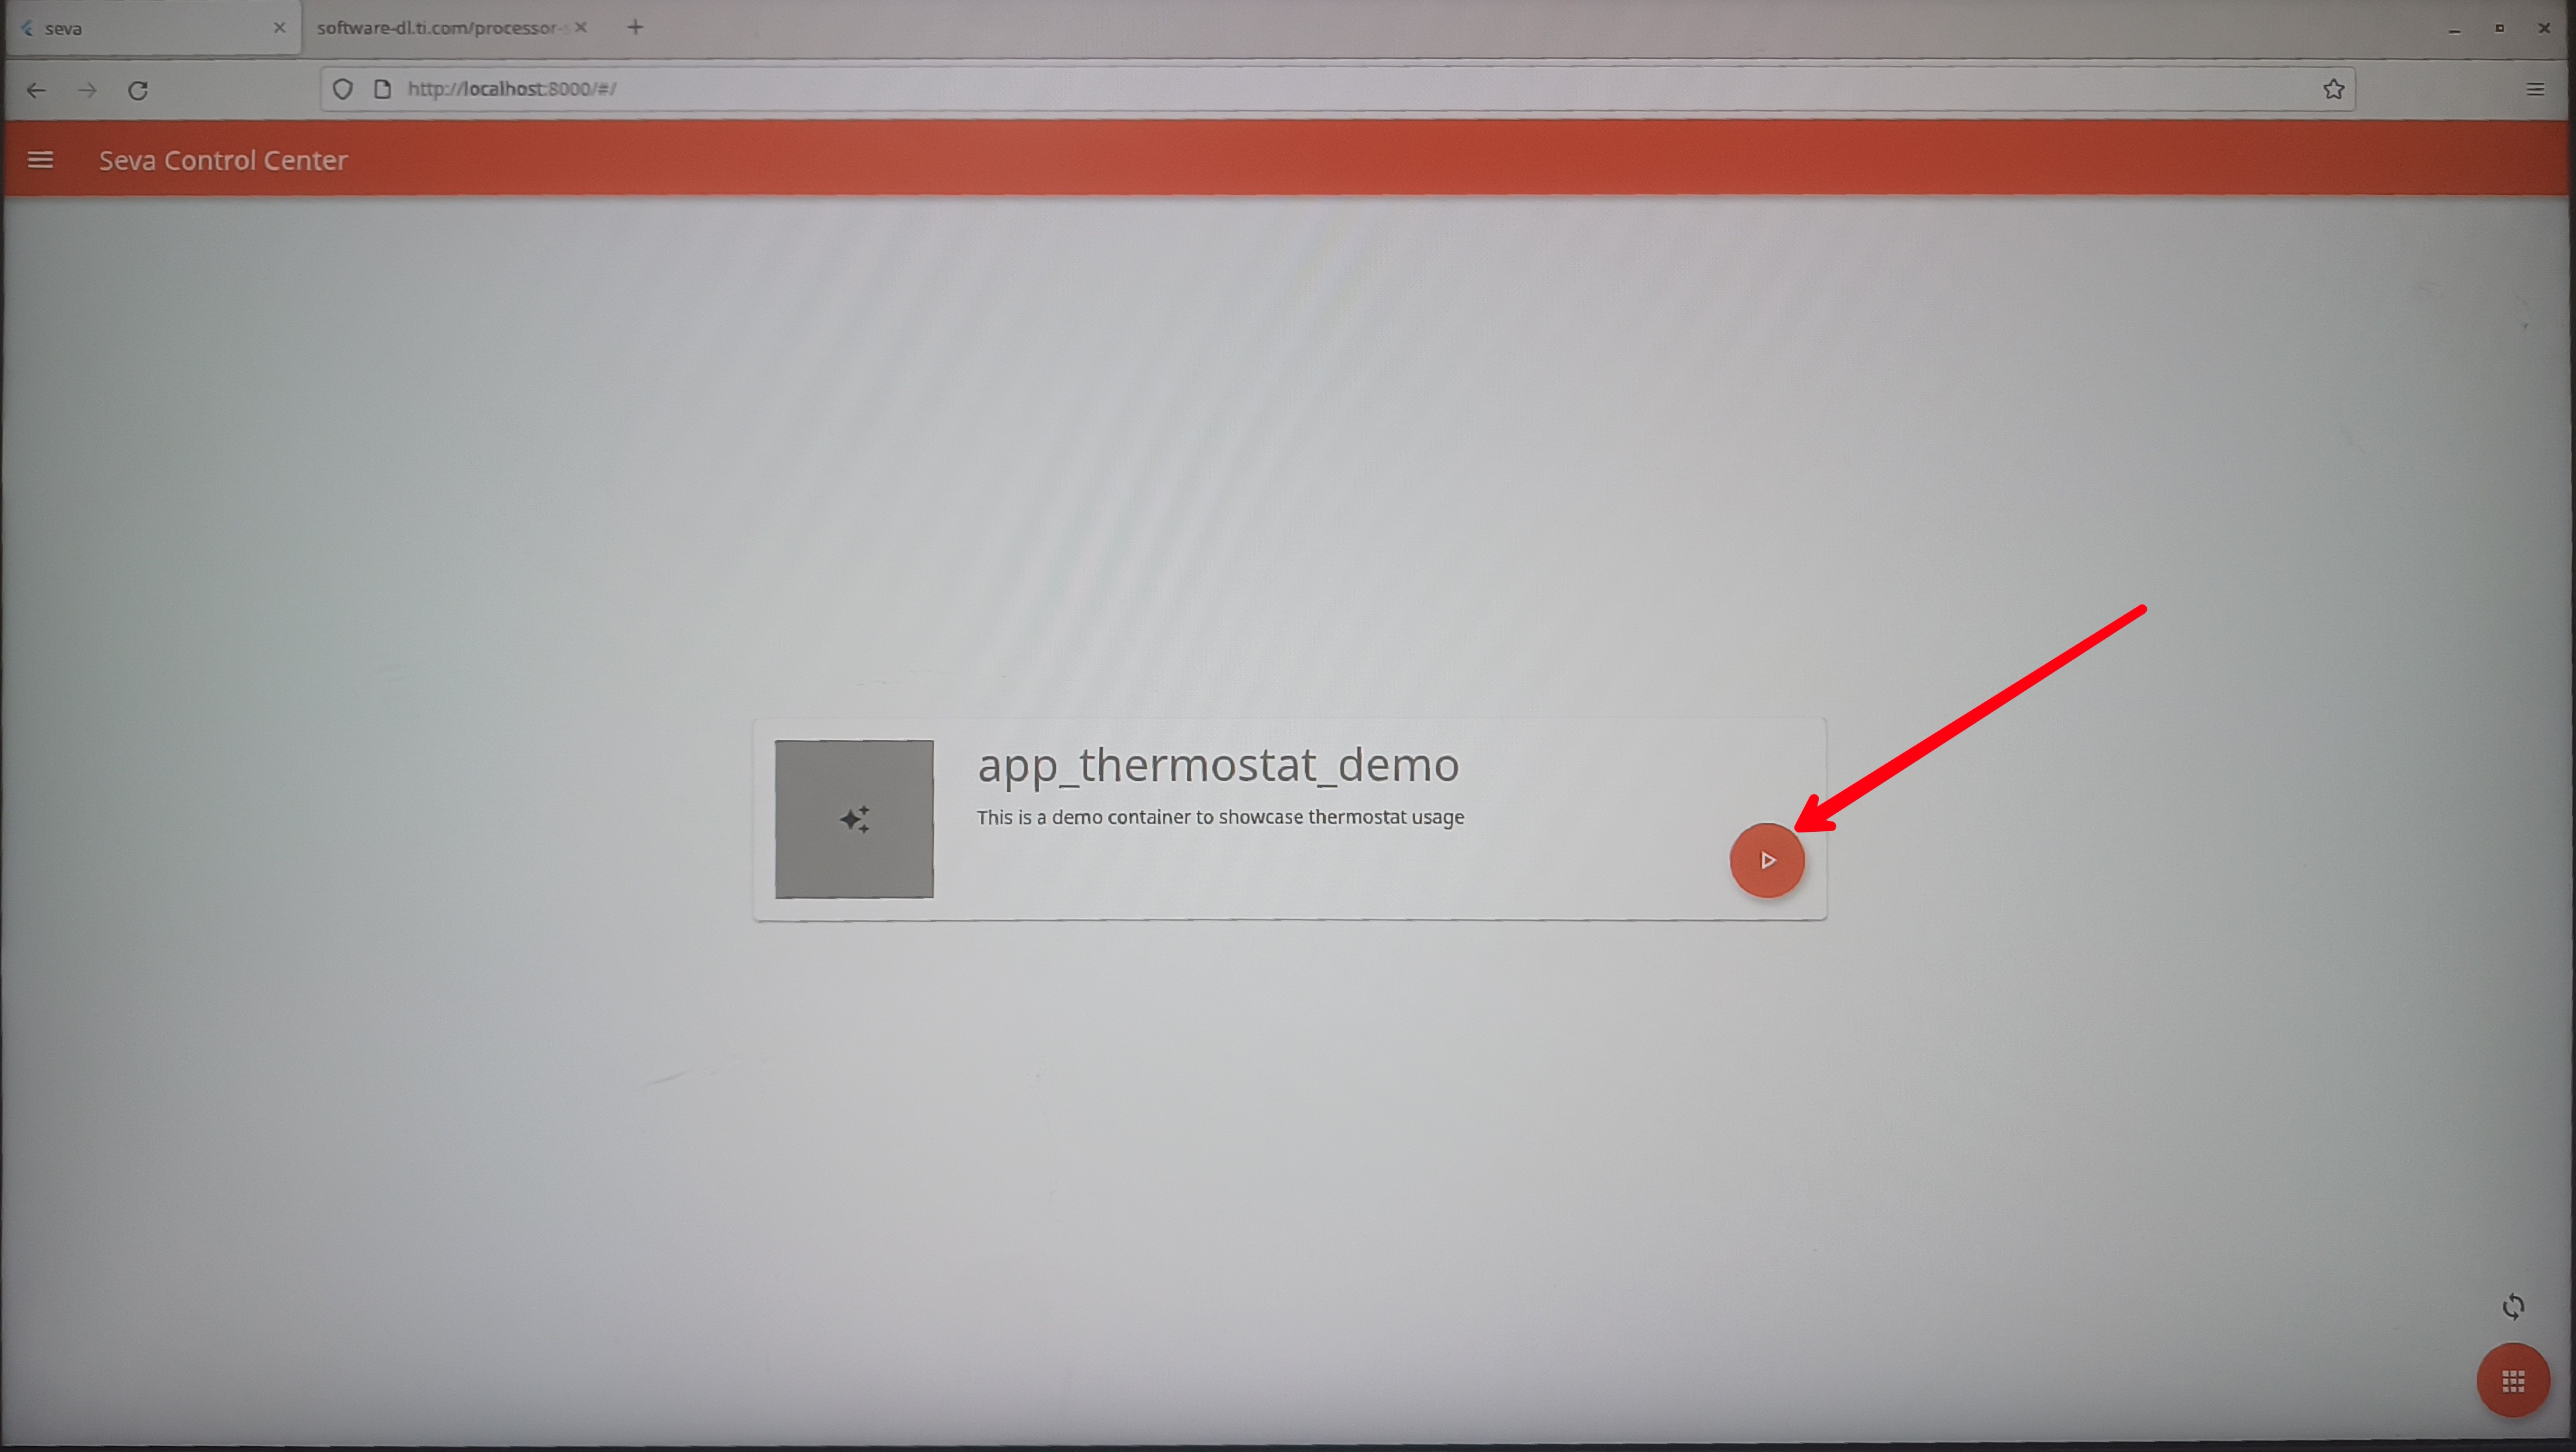 seva
software-dl.ti.com/processor-s
http://localhost:8000/#/
Seva Control Center
app_thermostat_demo
This is a demo container to showcase thermostat usage